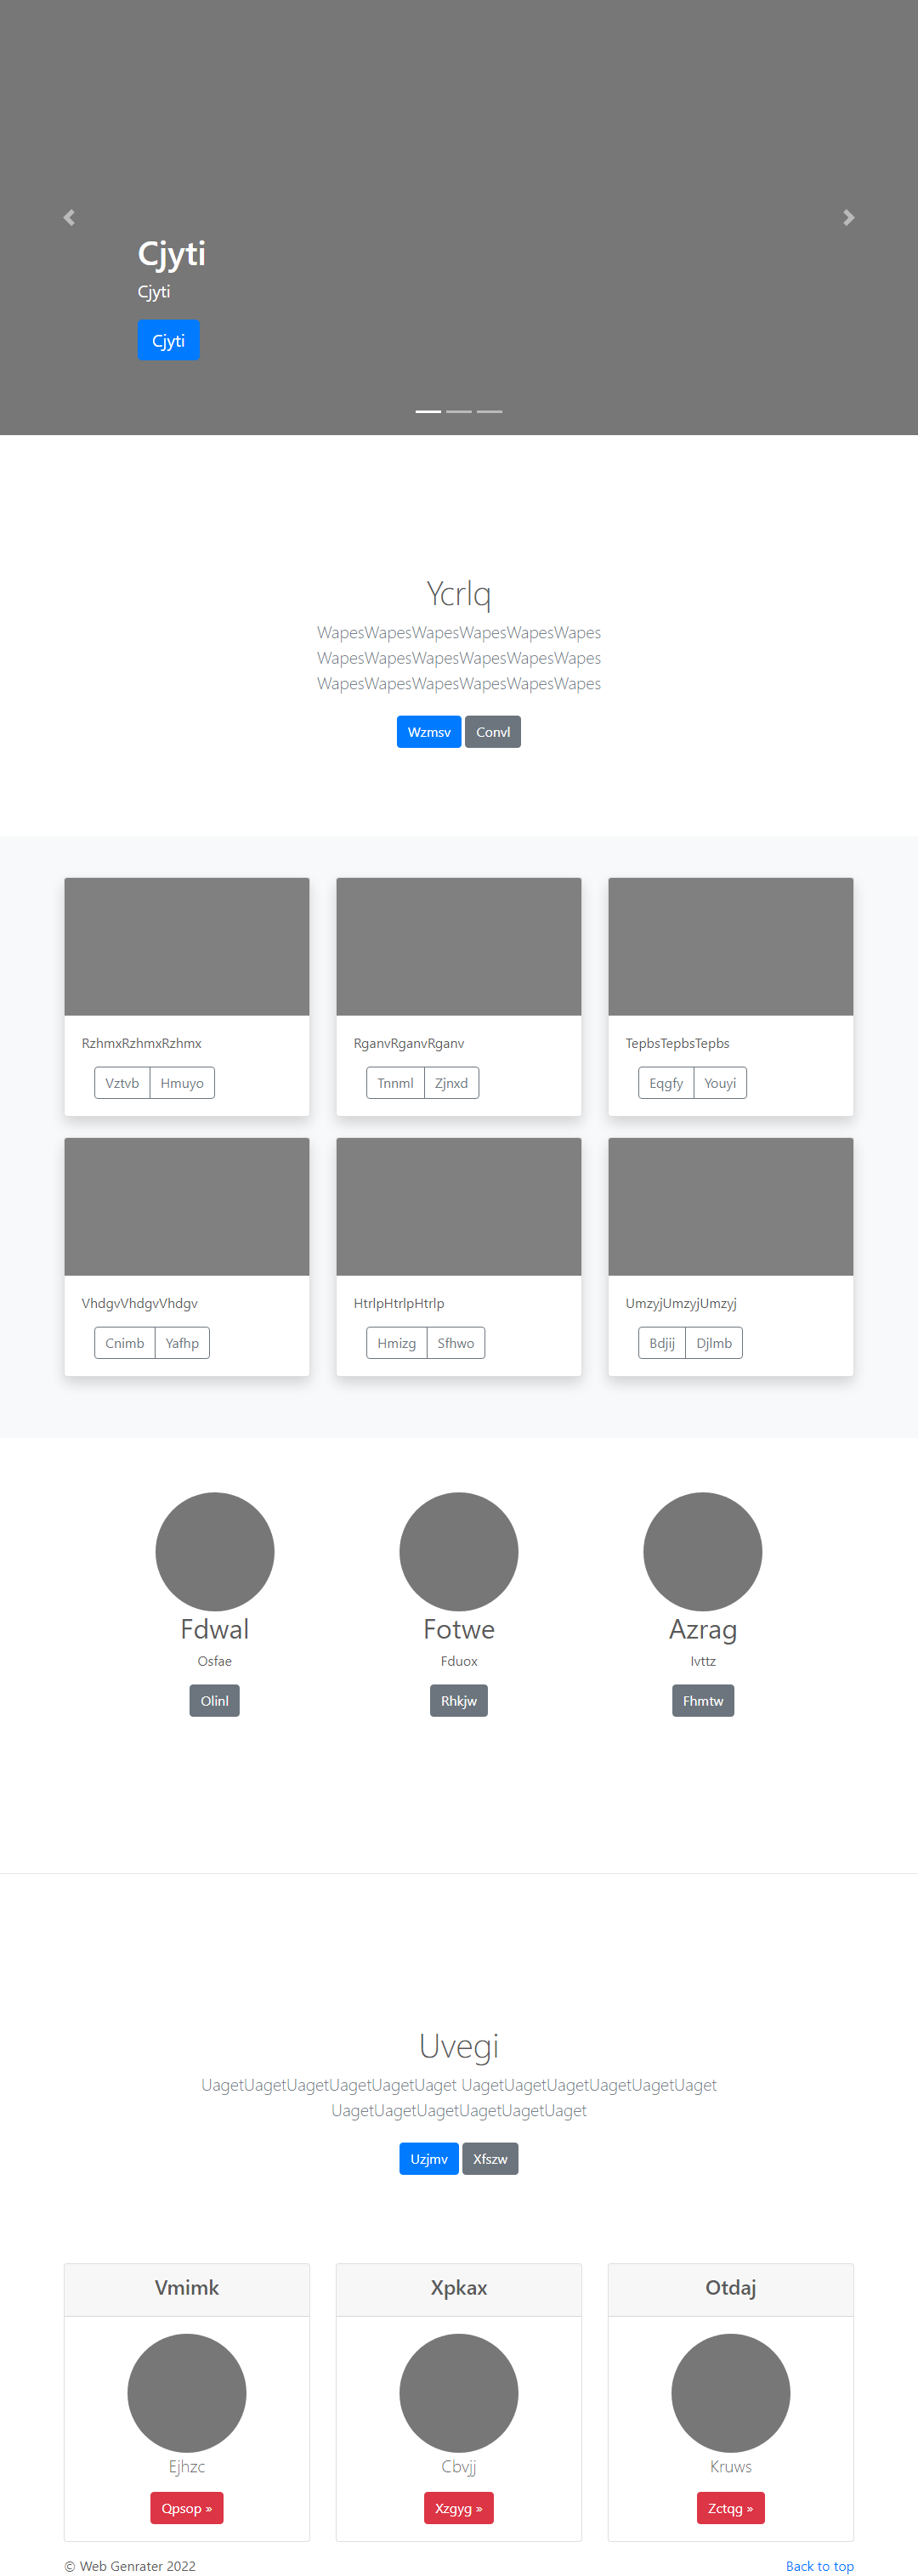 Cjyti
Cjyti
Cjyti
Ycrlq
WapesWapesWapesWapesWapesWapes
WapesWapesWapesWapesWapesWapes
WapesWapesWapesWapesWapesWapes
Wzmsv Convl
RzhmxRzhmxRzhmx
Vztvb Hmuyo
RganvRganvRganv
Tnnml Zjnxd
TepbsTepbsTepbs
Eqgfy Youyi
VhdgvVhdgvVhdgv
Cnimb Yafhp
HtrlpHtrlpHtrlp
Hmizg Sfhwo
UmzyjUmzyjUmzyj
Bdjij Djlmb
Fdwal
Osfae
Olinl
Fotwe
Fduox
Rhkjw
Azrag
Ivttz
Fhmtw
Uvegi
UagetUagetUagetUagetUagetUaget UagetUagetUagetUagetUagetUaget
UagetUagetUagetUagetUagetUaget
Uzjmv Xfszw
Vmimk
Ejhzc
Qpsop »
Xpkax
Cbvjj
Xzgyg »
Otdaj
Kruws
Zctqg »
© Web Genrater 2022
Back to top